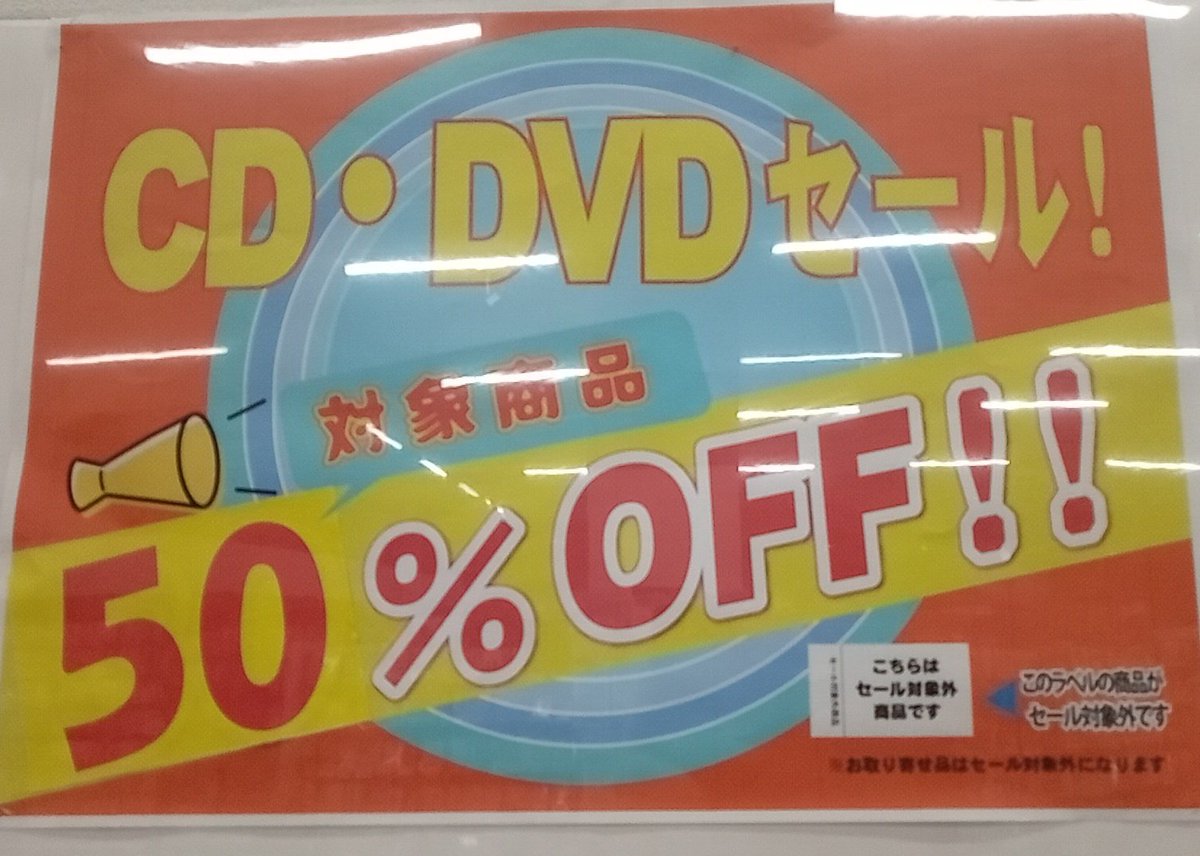 CD・DVDセール!
対象商品
50%OFF!!
こちらは
セール対象外
商品です
このラベルの商品が
セール対象外です
※お取り寄せ品はセール対象外になります